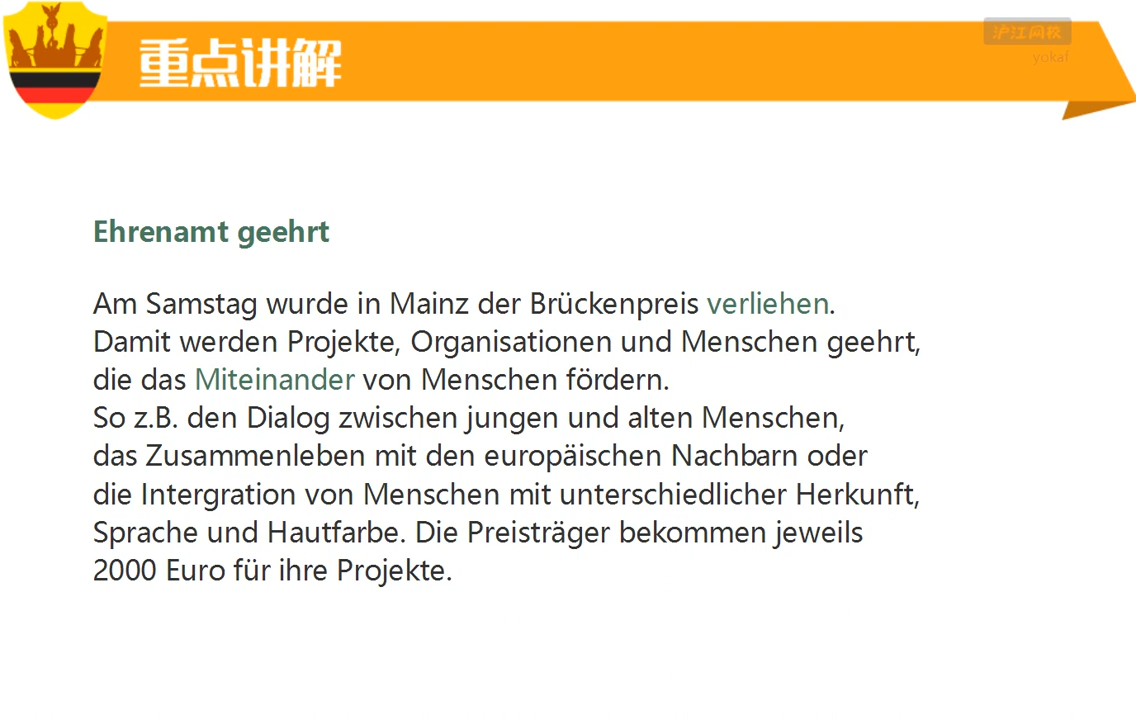 重点讲解
沪江网校
yokaf
Ehrenamt geehrt
Am Samstag wurde in Mainz der Brückenpreis verliehen.
Damit werden Projekte, Organisationen und Menschen geehrt,
die das Miteinander von Menschen fördern.
So z.B. den Dialog zwischen jungen und alten Menschen,
das Zusammenleben mit den europäischen Nachbarn oder
die Intergration von Menschen mit unterschiedlicher Herkunft,
Sprache und Hautfarbe. Die Preisträger bekommen jeweils
2000 Euro für ihre Projekte.